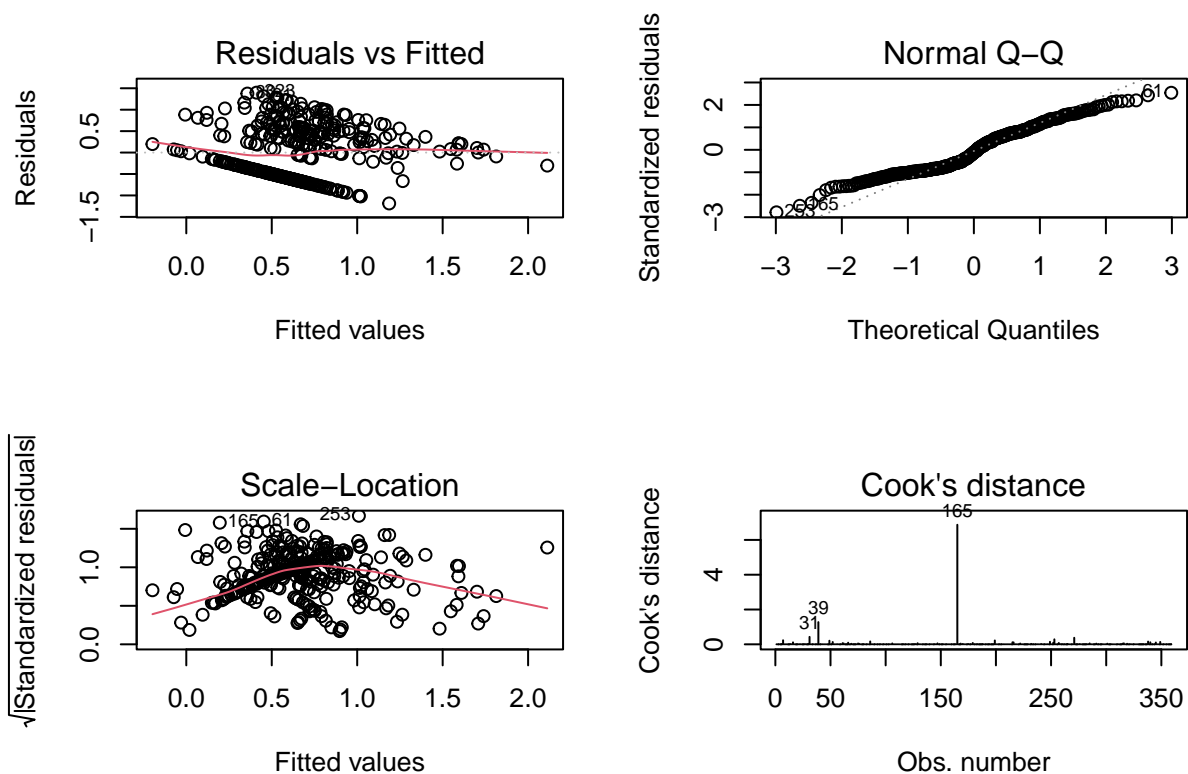 Residuals vs Fitted
Residuals
0.5
−1.5
0.0 0.5 1.0 1.5 2.0
Fitted values
Normal Q−Q
Standardized residuals
61
253
165
2
0
−3
−3 −2 −1 0 1 2 3
Theoretical Quantiles
Scale−Location
√|Standardized residuals|
165
61
253
1.0
0.0
0.0 0.5 1.0 1.5 2.0
Fitted values
Cook's distance
Cook's distance
165
39
31
4
0
0 50 150 250 350
Obs. number